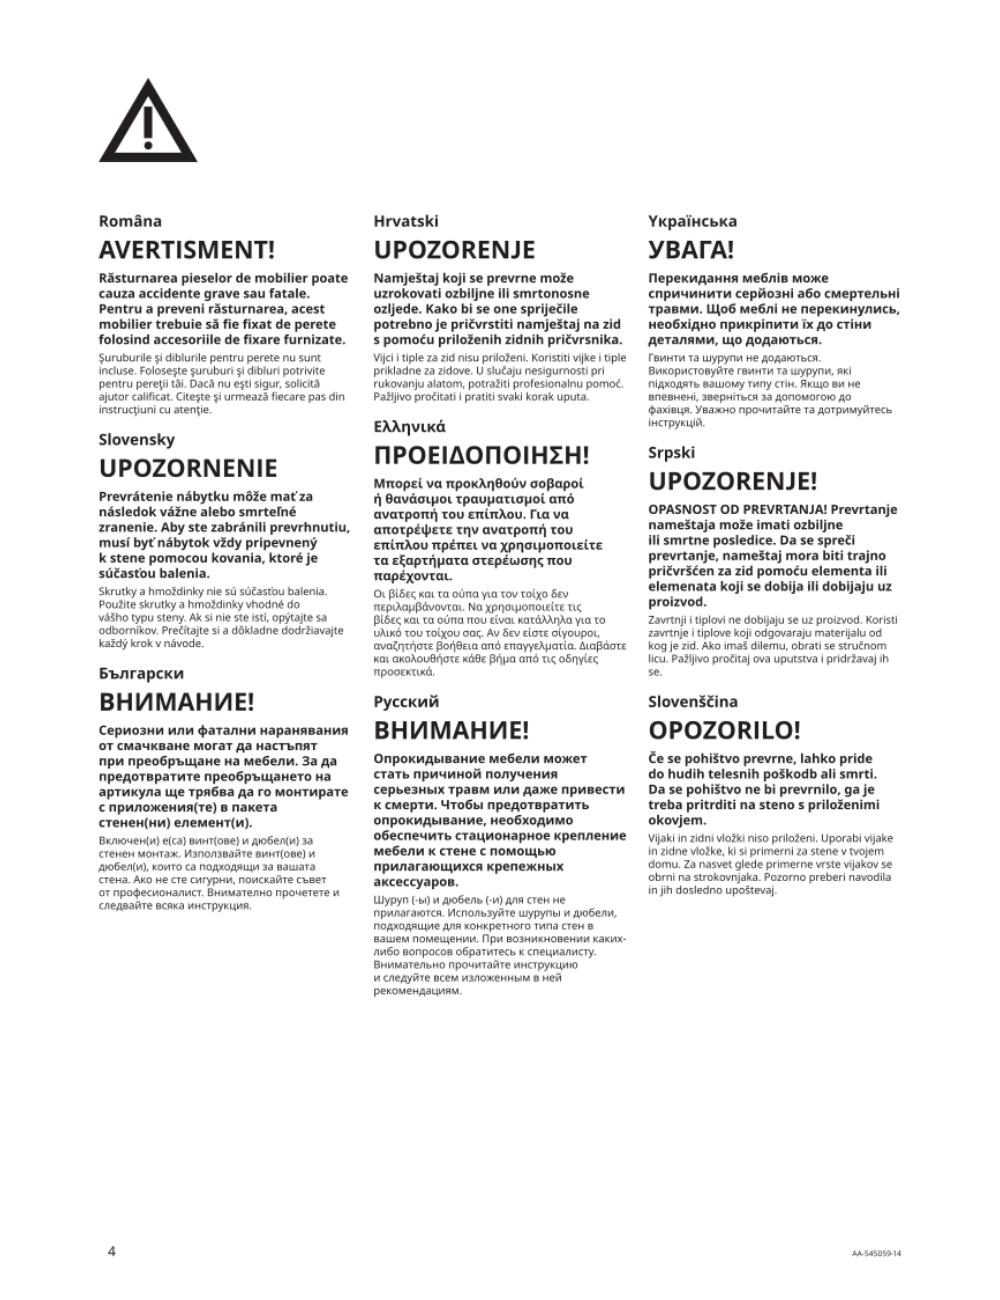 Româna
AVERTISMENT!
Răsturnarea pieselor de mobilier poate
cauza accidente grave sau fatale.
Pentru a preveni răsturnarea, acest
mobilier trebuie să fie fixat de perete
folosind accesoriile de fixare furnizate.
Şuruburile şi diblurile pentru perete nu sunt
incluse. Foloseşte şuruburi şi dibluri potrivite
pentru pereţii tăi. Dacă nu eşti sigur, solicită
ajutor calificat. Citeşte şi urmează fiecare pas din
instrucţiuni cu atenţie.
Slovensky
UPOZORNENIE
Prevrátenie nábytku môže mať za
následok vážne alebo smrteľné
zranenie. Aby ste zabránili prevrhnutiu,
musí byť nábytok vždy pripevnený
k stene pomocou kovania, ktoré je
súčasťou balenia.
Skrutky a hmoždinky nie sú súčasťou balenia.
Použite skrutky a hmoždinky vhodné do
vášho typu steny. Ak si nie ste istí, opýtajte sa
odborníkov. Prečítajte si a dôkladne dodržiavajte
každý krok v návode.
Български
ВНИМАНИЕ!
Сериозни или фатални наранявания
от смачкване могат да настъпят
при преобръщане на мебели. За да
предотвратите преобръщането на
артикула ще трябва да го монтирате
с приложения(те) в пакета
стенен(ни) елемент(и).
Включен(и) е(са) винт(ове) и дюбел(и) за
стенен монтаж. Използвайте винт(ове) и
дюбел(и), които са подходящи за вашата
стена. Ако не сте сигурни, поискайте съвет
от професионалист. Внимателно прочетете и
следвайте всяка инструкция.
Hrvatski
UPOZORENJE
Namještaj koji se prevrne može
uzrokovati ozbiljne ili smrtonosne
ozljede. Kako bi se one spriječile
potrebno je pričvrstiti namještaj na zid
s pomoću priloženih zidnih pričvrsnika.
Vijci i tiple za zid nisu priloženi. Koristiti vijke i tiple
prikladne za zidove. U slučaju nesigurnosti pri
rukovanju alatom, potražiti profesionalnu pomoć.
Pažljivo pročitati i pratiti svaki korak uputa.
Ελληνικά
ΠΡΟΕΙΔΟΠΟΙΗΣΗ!
Μπορεί να προκληθούν σοβαροί
ή θανάσιμοι τραυματισμοί από
ανατροπή του επίπλου. Για να
αποτρέψετε την ανατροπή του
επίπλου πρέπει να χρησιμοποιείτε
τα εξαρτήματα στερέωσης που
παρέχονται.
Οι βίδες και τα ούπα για τον τοίχο δεν
περιλαμβάνονται. Να χρησιμοποιείτε τις
βίδες και τα ούπα που είναι κατάλληλα για το
υλικό του τοίχου σας. Αν δεν είστε σίγουροι,
αναζητήστε βοήθεια από επαγγελματία. Διαβάστε
και ακολουθήστε κάθε βήμα από τις οδηγίες
προσεκτικά.
Русский
ВНИМАНИЕ!
Опрокидывание мебели может
стать причиной получения
серьезных травм или даже привести
к смерти. Чтобы предотвратить
опрокидывание, необходимо
обеспечить стационарное крепление
мебели к стене с помощью
прилагающихся крепежных
аксессуаров.
Шуруп (-ы) и дюбель (-и) для стен не
прилагаются. Используйте шурупы и дюбели,
подходящие для конкретного типа стен в
вашем помещении. При возникновении каких-
либо вопросов обратитесь к специалисту.
Внимательно прочитайте инструкцию
и следуйте всем изложенным в ней
рекомендациям.
Yкраїнська
УВАГА!
Перекидання меблів може
спричинити серйозні або смертельні
травми. Щоб меблі не перекинулись,
необхідно прикріпити їх до стіни
деталями, що додаються.
Гвинти та шурупи не додаються.
Використовуйте гвинти та шурупи, які
підходять вашому типу стін. Якщо ви не
впевнені, зверніться за допомогою до
фахівця. Уважно прочитайте та дотримуйтесь
інструкцій.
Srpski
UPOZORENJE!
OPASNOST OD PREVRTANJA! Prevrtanje
nameštaja može imati ozbiljne
ili smrtne posledice. Da se spreči
prevrtanje, nameštaj mora biti trajno
pričvršćen za zid pomoću elementa ili
elemenata koji se dobija ili dobijaju uz
proizvod.
Zavrtnji i tiplovi ne dobijaju se uz proizvod. Koristi
zavrtnje i tiplove koji odgovaraju materijalu od
kog je zid. Ako imaš dilemu, obrati se stručnom
licu. Pažljivo pročitaj ova uputstva i pridržavaj ih
se.
Slovenščina
OPOZORILO!
Če se pohištvo prevrne, lahko pride
do hudih telesnih poškodb ali smrti.
Da se pohištvo ne bi prevrnilo, ga je
treba pritrditi na steno s priloženimi
okovjem.
Vijaki in zidni vložki niso priloženi. Uporabi vijake
in zidne vložke, ki si primerni za stene v tvojem
domu. Za nasvet glede primerne vrste vijakov se
obrni na strokovnjaka. Pozorno preberi navodila
in jih dosledno upoštevaj.
4
AA-545059-14